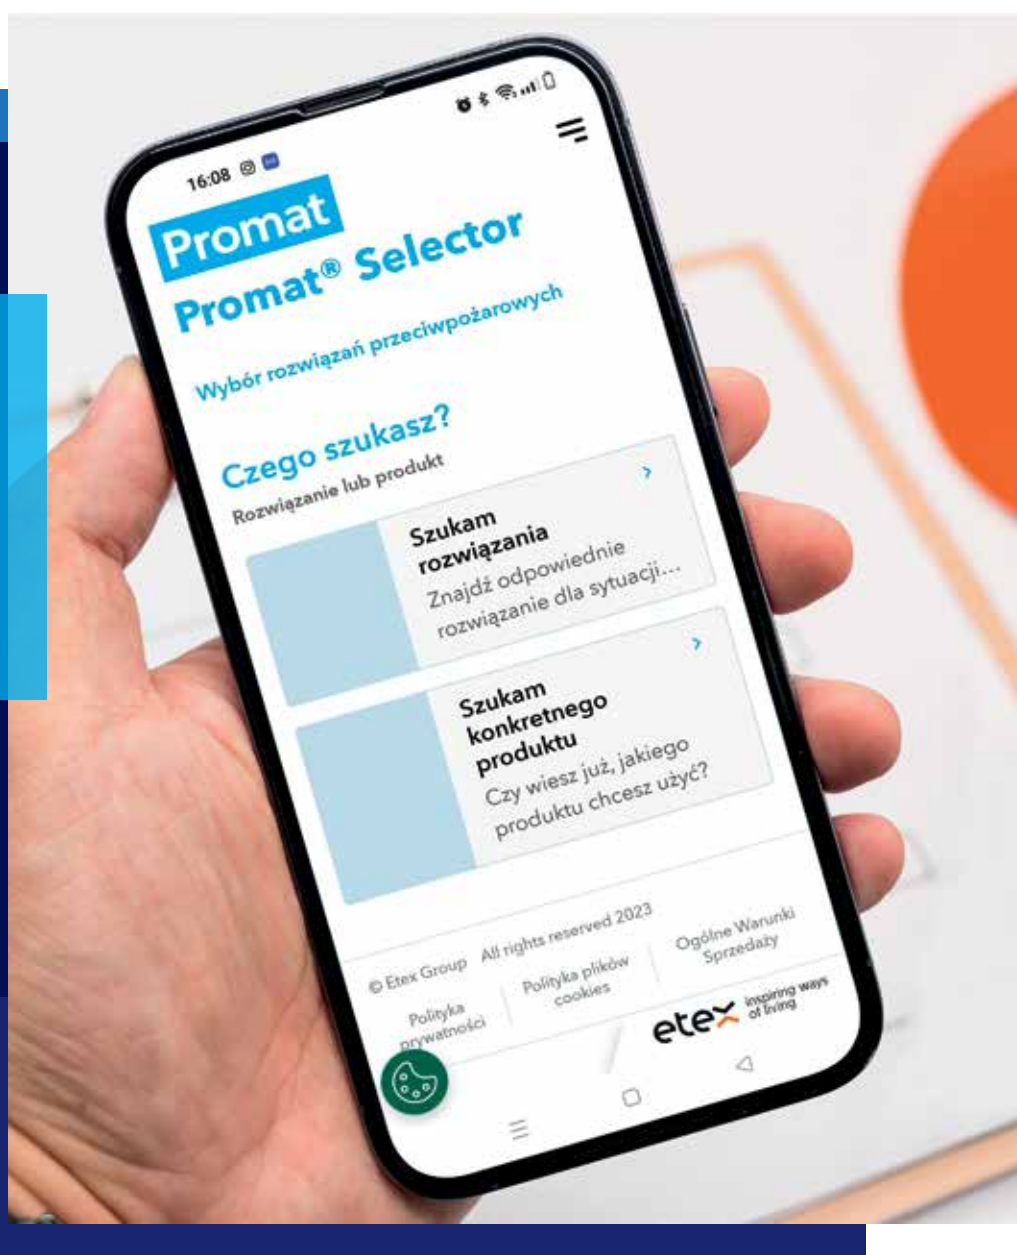 16:08
Promat
Promat® Selector
Wybór rozwiązań przeciwpożarowych
Czego szukasz?
Rozwiązanie lub produkt
Szukam
rozwiązania
Znajdź odpowiednie
rozwiązanie dla sytuacji...
Szukam
konkretnego
produktu
Czy wiesz już, jakiego
produktu chcesz użyć?
© Etex Group All rights reserved 2023
Polityka
prywatności
Polityka plików
cookies
Ogólne Warunki
Sprzedaży
etex inspiring ways
of living